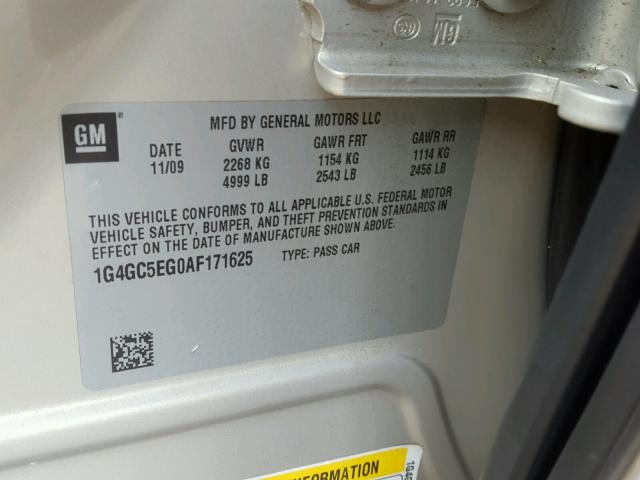 GM
MFD BY GENERAL MOTORS LLC
DATE GVWR GAWR FRT GAWR RR
11/09 2268 KG 1154 KG 1114 KG
4999 LB 2543 LB 2456 LB
THIS VEHICLE CONFORMS TO ALL APPLICABLE U.S. FEDERAL MOTOR
VEHICLE SAFETY, BUMPER, AND THEFT PREVENTION STANDARDS IN
EFFECT ON THE DATE OF MANUFACTURE SHOWN ABOVE.
1G4GC5EG0AF171625 TYPE: PASS CAR
INFORMATION